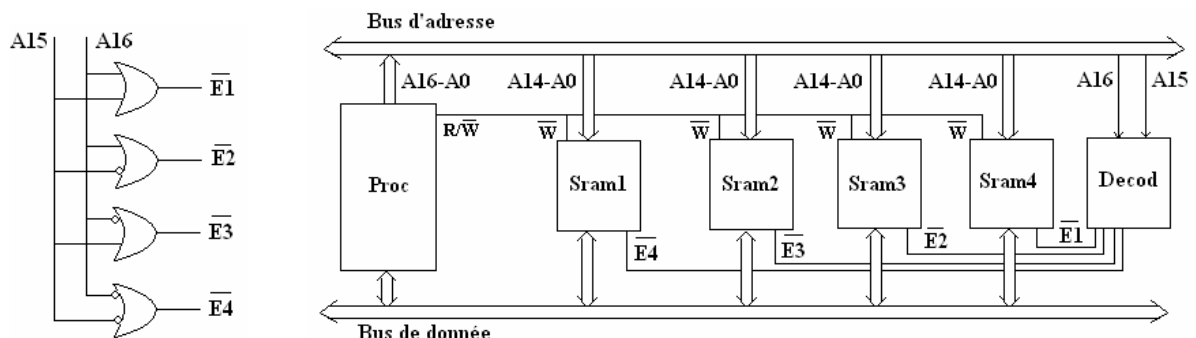 A15 A16
E1
E2
E3
E4
Bus d'adresse
A16-A0 A14-A0 A14-A0 A14-A0 A14-A0 A16 A15
R/W W W W W
Proc Sram1 Sram2 Sram3 Sram4 Decod
E4 E3 E2 E1
Bus de donnée